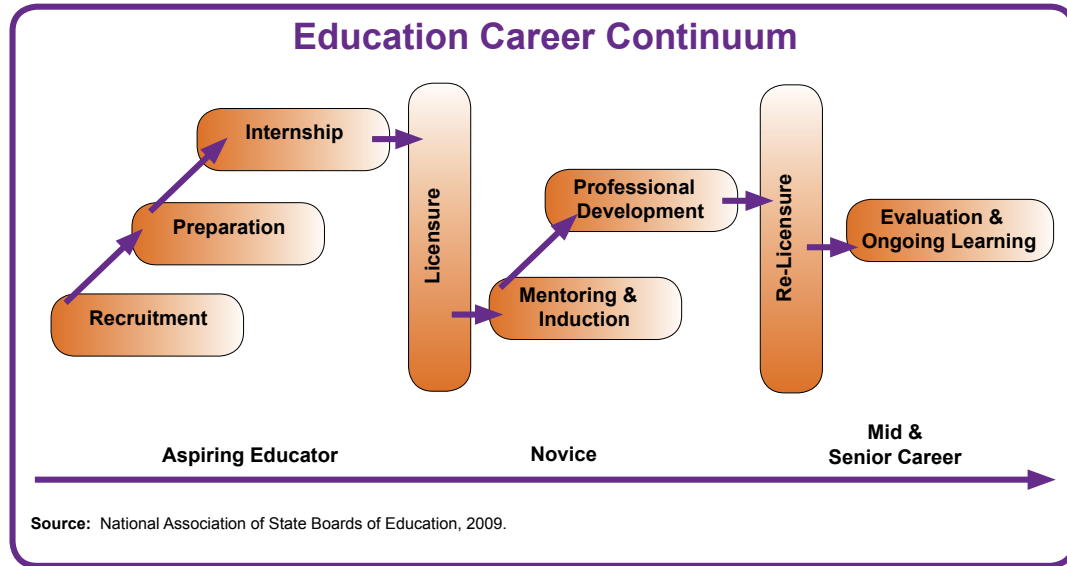 Education Career Continuum
Internship
Preparation
Recruitment
Licensure
Professional
Development
Mentoring &
Induction
Re-Licensure
Evaluation &
Ongoing Learning
Aspiring Educator
Novice
Mid &
Senior Career
Source: National Association of State Boards of Education, 2009.